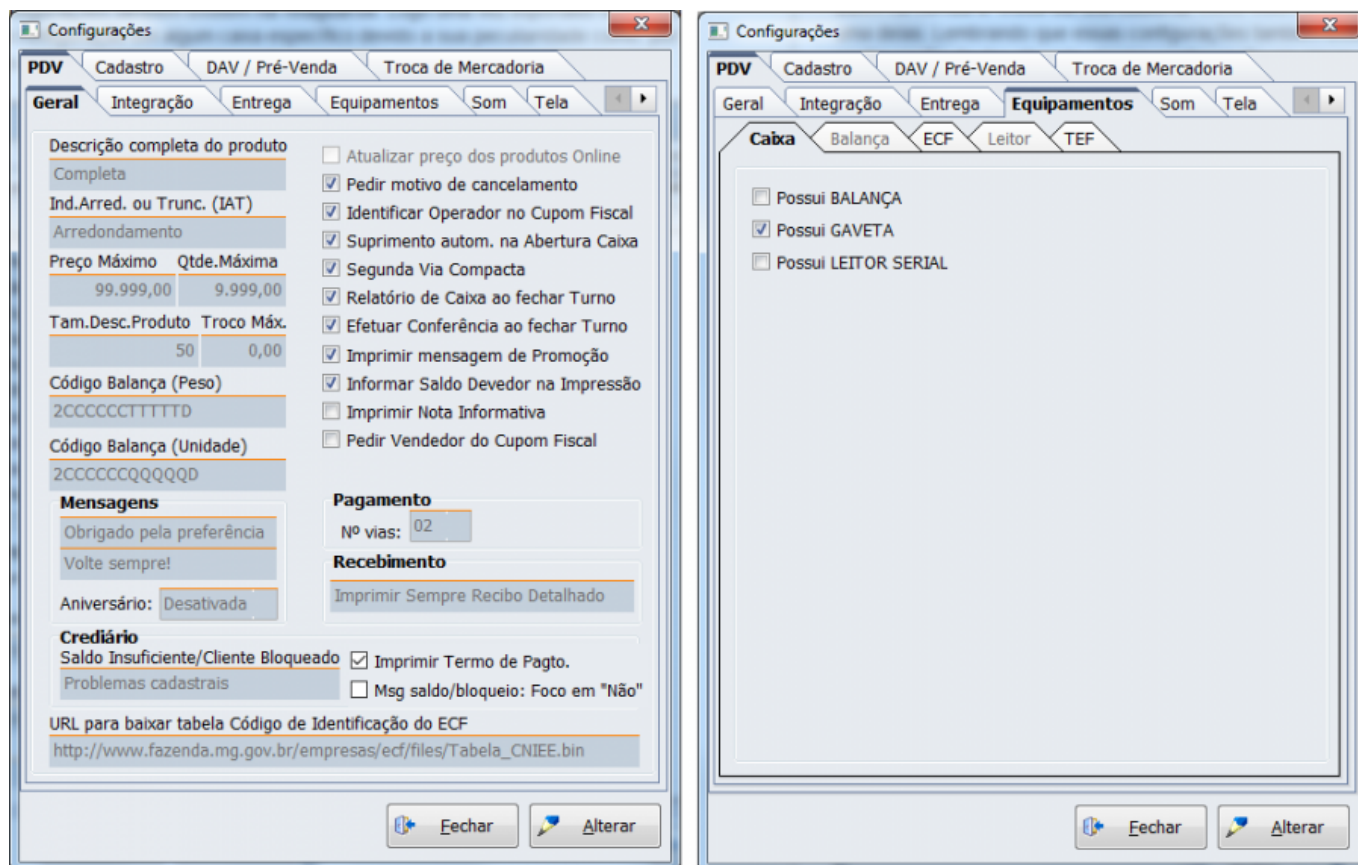 Configurações
PDV Cadastro DAV / Pré-Venda Troca de Mercadoria
Geral Integração Entrega Equipamentos Som Tela
Descrição completa do produto
Completa
Ind.Arred. ou Trunc. (IAT)
Arredondamento
Preço Máximo Qtde.Máxima
99.999,00 9.999,00
Tam.Desc.Produto Troco Máx.
50 0,00
Código Balança (Peso)
2CCCCCCTTTTTD
Código Balança (Unidade)
2CCCCCCQQQQQD
Atualizar preço dos produtos Online
Pedir motivo de cancelamento
Identificar Operador no Cupom Fiscal
Suprimento autom. na Abertura Caixa
Segunda Via Compacta
Relatório de Caixa ao fechar Turno
Efetuar Conferência ao fechar Turno
Imprimir mensagem de Promoção
Informar Saldo Devedor na Impressão
Imprimir Nota Informativa
Pedir Vendedor do Cupom Fiscal
Mensagens
Obrigado pela preferência
Volte sempre!
Aniversário: Desativada
Pagamento
Nº vias: 02
Recebimento
Imprimir Sempre Recibo Detalhado
Crediário
Saldo Insuficiente/Cliente Bloqueado
Problemas cadastrais
Imprimir Termo de Pagto.
Msg saldo/bloqueio: Foco em "Não"
URL para baixar tabela Código de Identificação do ECF
http://www.fazenda.mg.gov.br/empresas/ecf/files/Tabela_CNIEE.bin
Fechar Alterar
Configurações
PDV Cadastro DAV / Pré-Venda Troca de Mercadoria
Geral Integração Entrega Equipamentos Som Tela
Caixa Balança ECF Leitor TEF
Possui BALANÇA
Possui GAVETA
Possui LEITOR SERIAL
Fechar Alterar